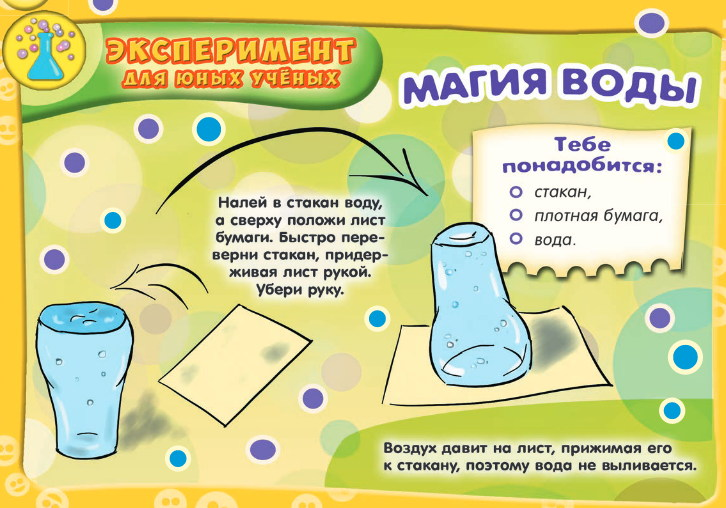 ЭКСПЕРИМЕНТ
ДЛЯ ЮНЫХ УЧЁНЫХ
МАГИЯ ВОДЫ
Тебе
понадобится:
стакан,
плотная бумага,
вода.
Налей в стакан воду,
а сверху положи лист
бумаги. Быстро пере-
верни стакан, придер-
живая лист рукой.
Убери руку.
Воздух давит на лист, прижимая его
к стакану, поэтому вода не выливается.